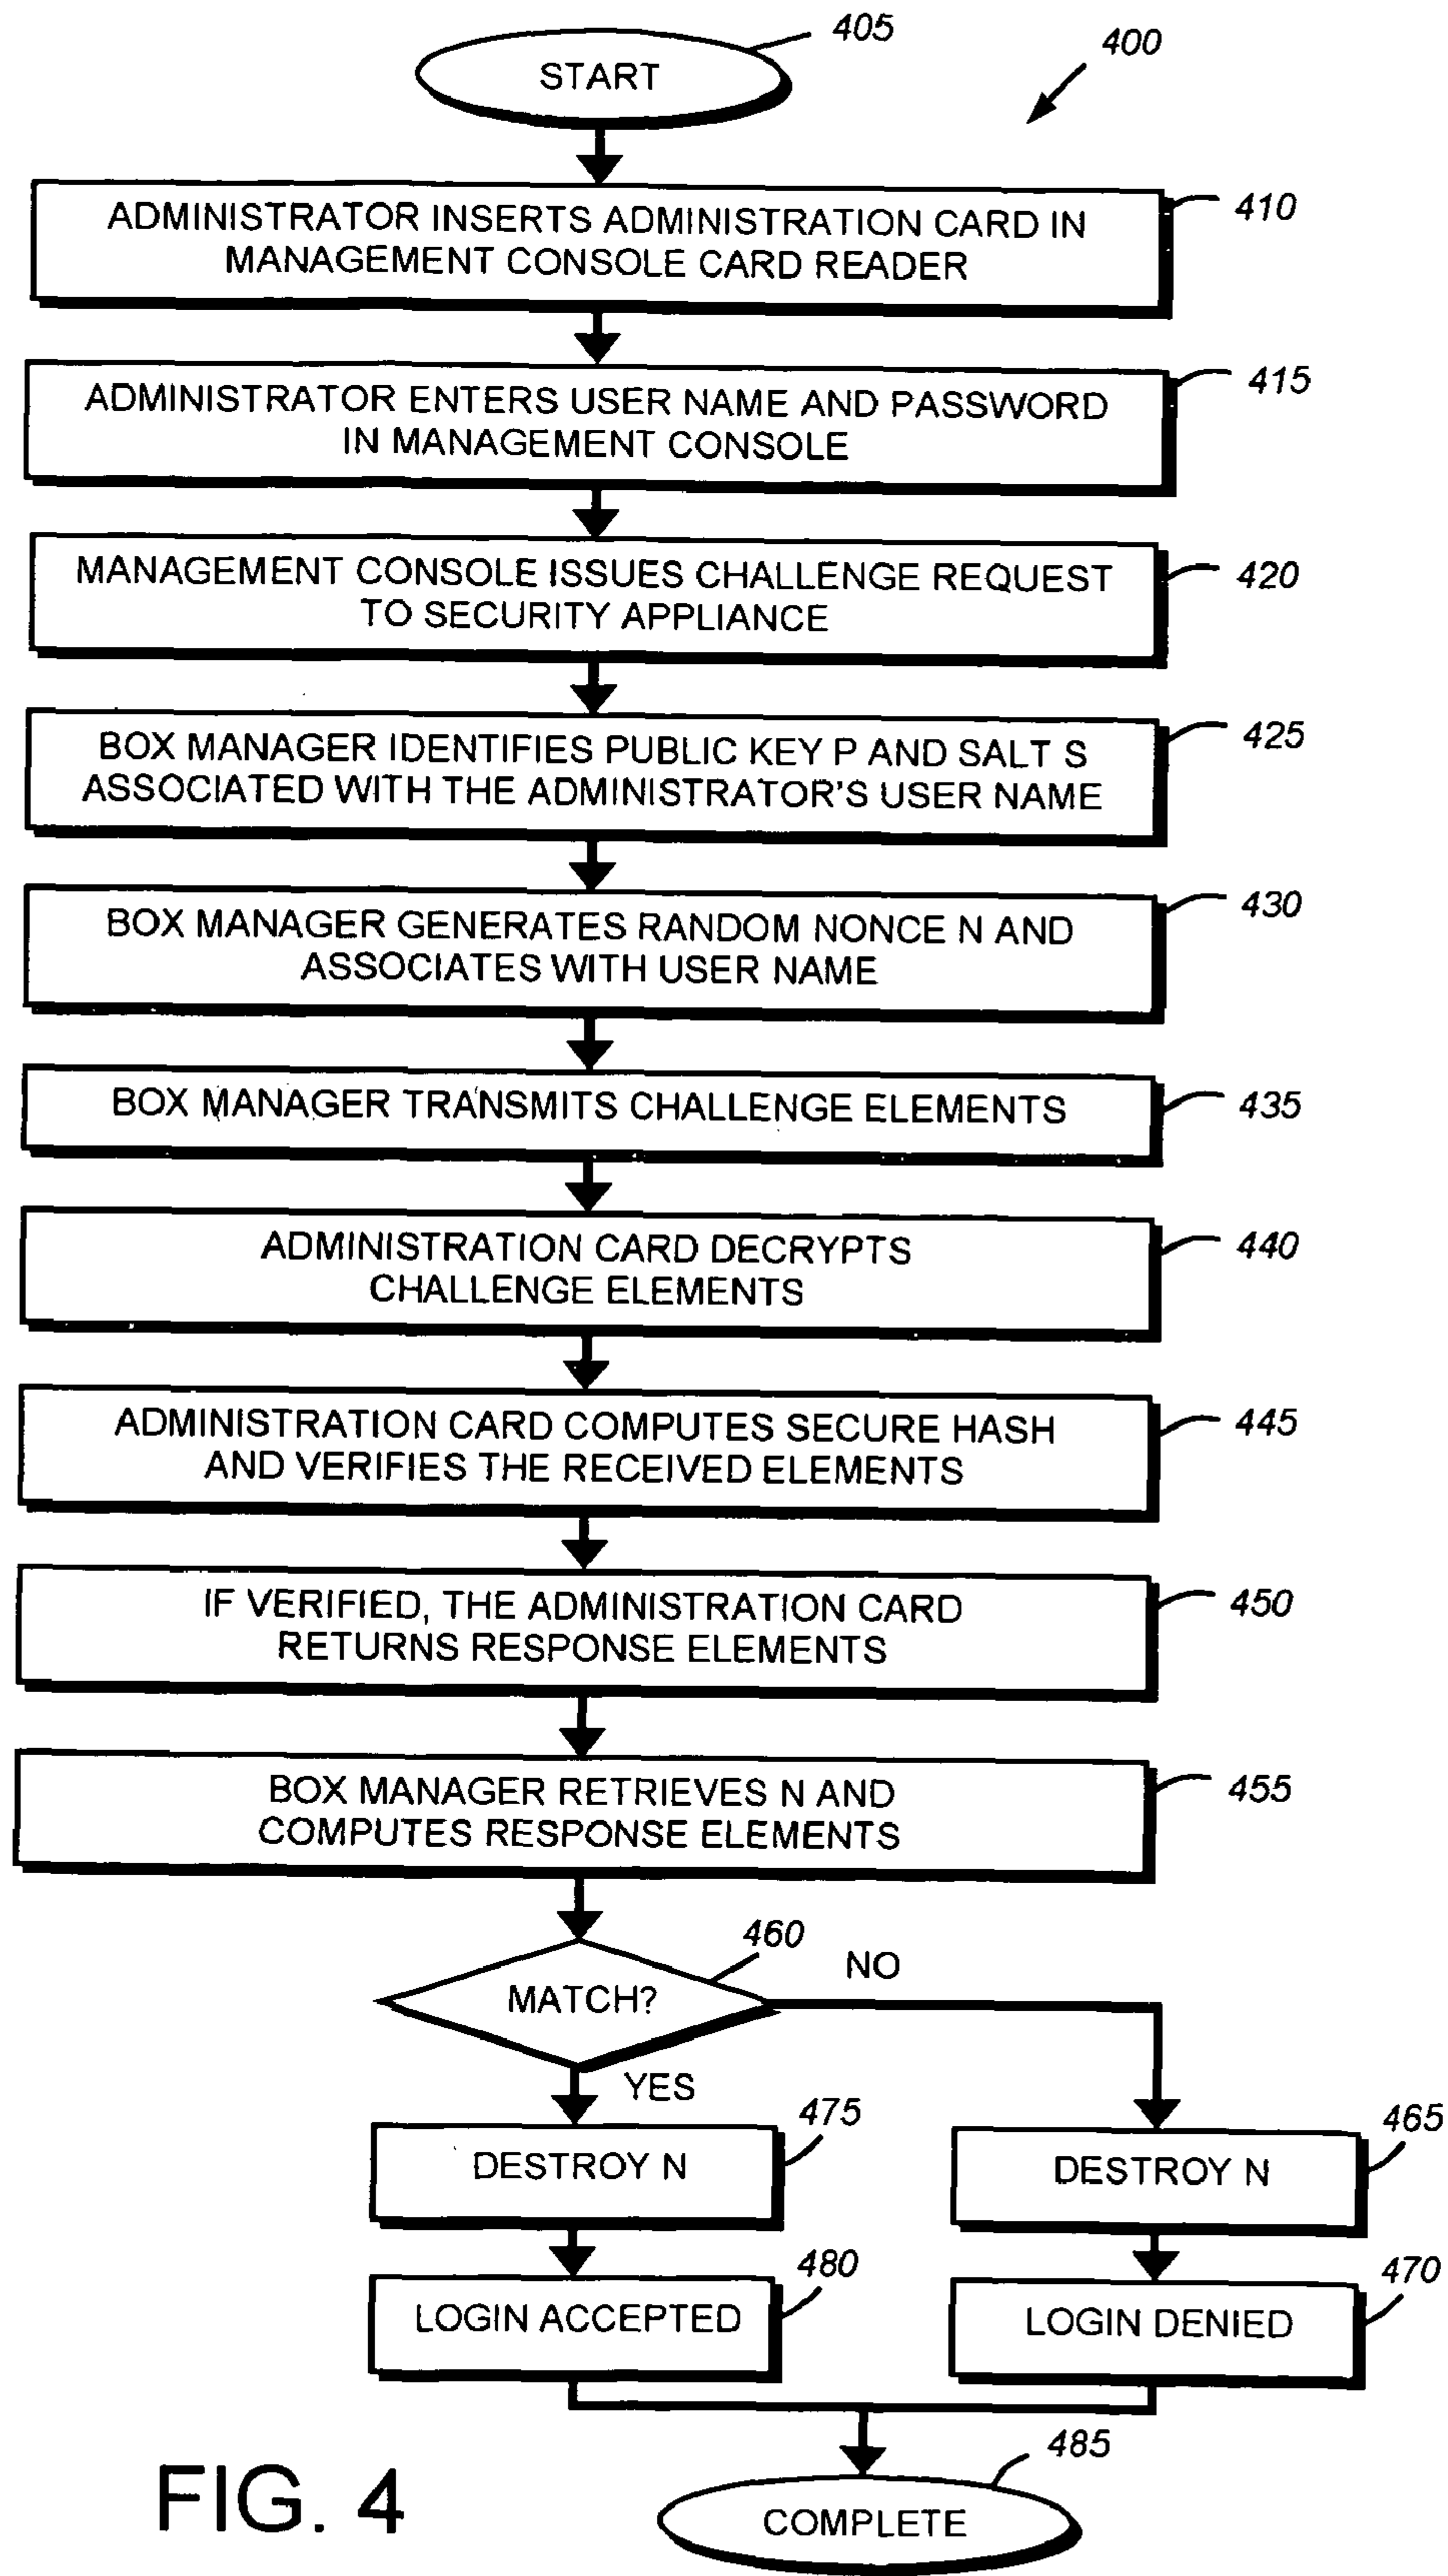 405
START
400
ADMINISTRATOR INSERTS ADMINISTRATION CARD IN
MANAGEMENT CONSOLE CARD READER
410
ADMINISTRATOR ENTERS USER NAME AND PASSWORD
IN MANAGEMENT CONSOLE
415
MANAGEMENT CONSOLE ISSUES CHALLENGE REQUEST
TO SECURITY APPLIANCE
420
BOX MANAGER IDENTIFIES PUBLIC KEY P AND SALT S
ASSOCIATED WITH THE ADMINISTRATOR'S USER NAME
425
BOX MANAGER GENERATES RANDOM NONCE N AND
ASSOCIATES WITH USER NAME
430
BOX MANAGER TRANSMITS CHALLENGE ELEMENTS
435
ADMINISTRATION CARD DECRYPTS
CHALLENGE ELEMENTS
440
ADMINISTRATION CARD COMPUTES SECURE HASH
AND VERIFIES THE RECEIVED ELEMENTS
445
IF VERIFIED, THE ADMINISTRATION CARD
RETURNS RESPONSE ELEMENTS
450
BOX MANAGER RETRIEVES N AND
COMPUTES RESPONSE ELEMENTS
455
460
MATCH?
NO
YES
475
DESTROY N
465
DESTROY N
480
LOGIN ACCEPTED
470
LOGIN DENIED
485
COMPLETE
FIG. 4